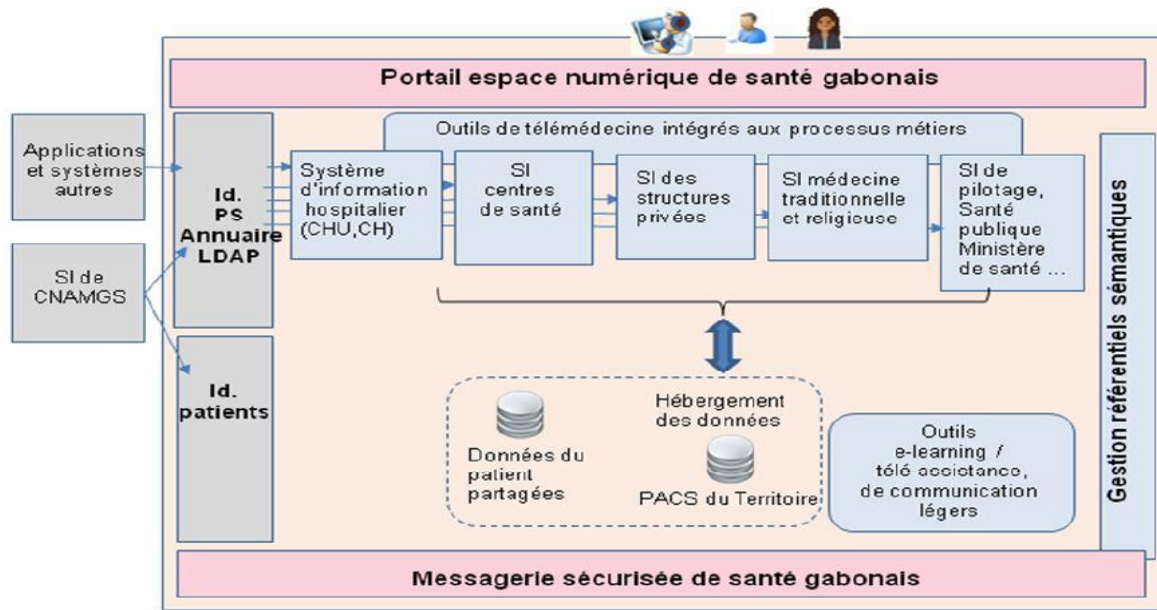 Portail espace numérique de santé gabonais
Outils de télémédecine intégrés aux processus métiers
Applications
et systèmes
autres
SI de
CNAMGS
Id.
PS
Annuaire
LDAP
Id.
patients
Système
d'information
hospitalier
(CHU,CH)
SI
centres
de santé
SI des
structures
privées
SI médecine
traditionnelle
et religieuse
SI de
pilotage,
Santé
publique
Ministère
de santé ...
Gestion référentiels sémantiques
Données du
patient
partagées
Hébergement
des données
PACS du Territoire
Outils
e-learning /
télé assistance,
de communication
légers
Messagerie sécurisée de santé gabonais